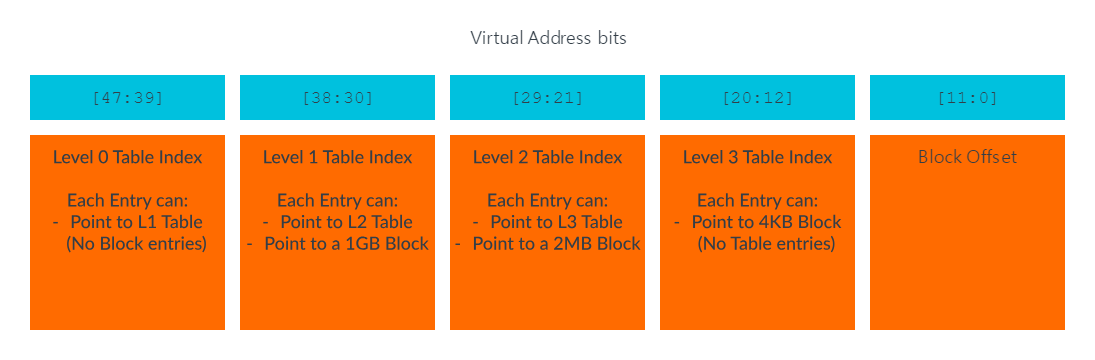 Virtual Address bits
[47:39]
[38:30]
[29:21]
[20:12]
[11:0]
Level 0 Table Index
Each Entry can:
- Point to L1 Table
(No Block entries)
Level 1 Table Index
Each Entry can:
- Point to L2 Table
- Point to a 1GB Block
Level 2 Table Index
Each Entry can:
- Point to L3 Table
- Point to a 2MB Block
Level 3 Table Index
Each Entry can:
- Point to 4KB Block
(No Table entries)
Block Offset